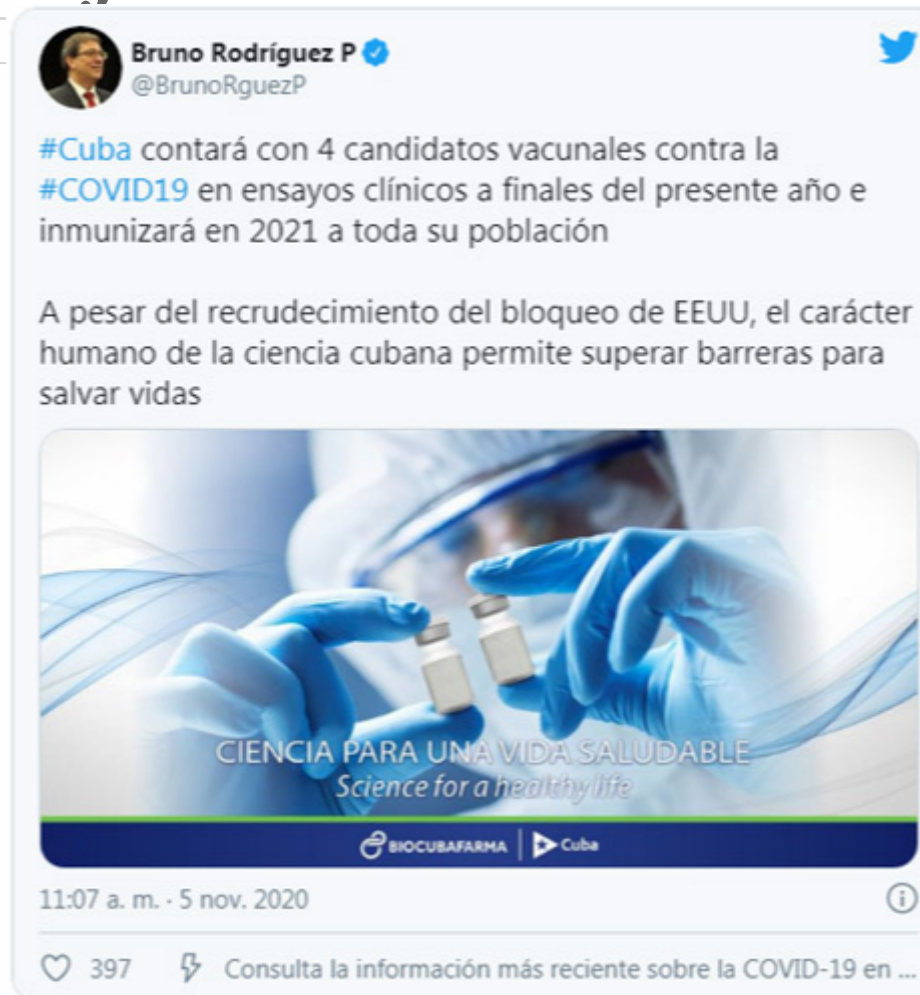 Bruno Rodríguez P
@BrunoRguezP
#Cuba contará con 4 candidatos vacunales contra la
#COVID19 en ensayos clínicos a finales del presente año e
inmunizará en 2021 a toda su población
A pesar del recrudecimiento del bloqueo de EEUU, el carácter
humano de la ciencia cubana permite superar barreras para
salvar vidas
CIENCIA PARA UNA VIDA SALUDABLE
Science for a healthy life
BIOCUBAFARMA | Cuba
11:07 a. m. · 5 nov. 2020
397 Consulta la información más reciente sobre la COVID-19 en ...